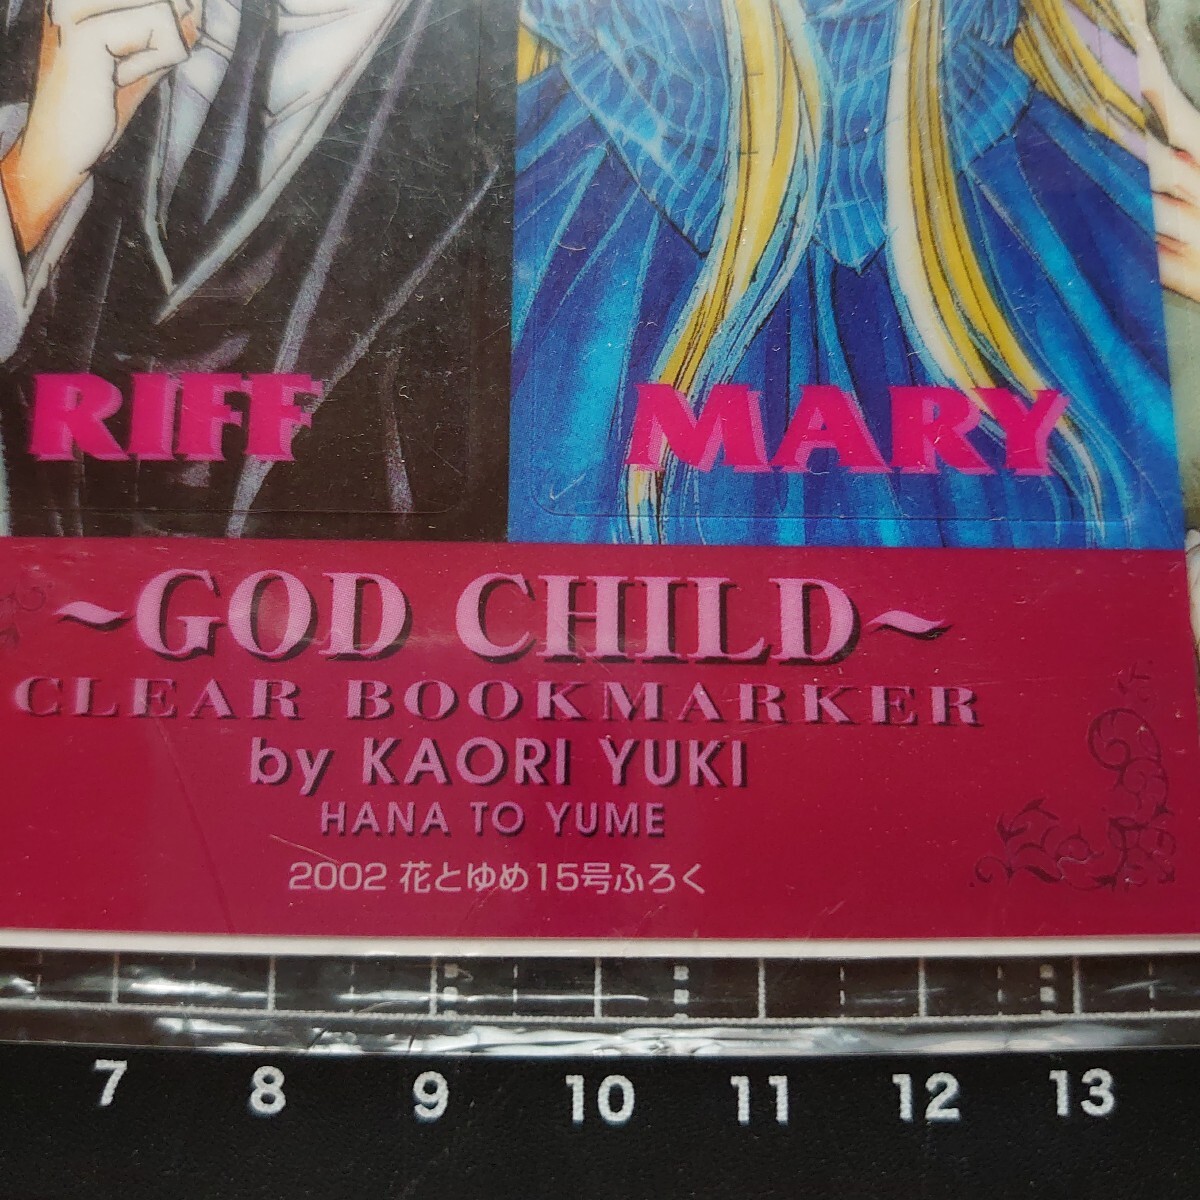 RIFF
MARY
~GOD CHILD~
CLEAR BOOKMARKER
by KAORI YUKI
HANA TO YUME
2002 花とゆめ15号ふろく
7 8 9 10 11 12 13